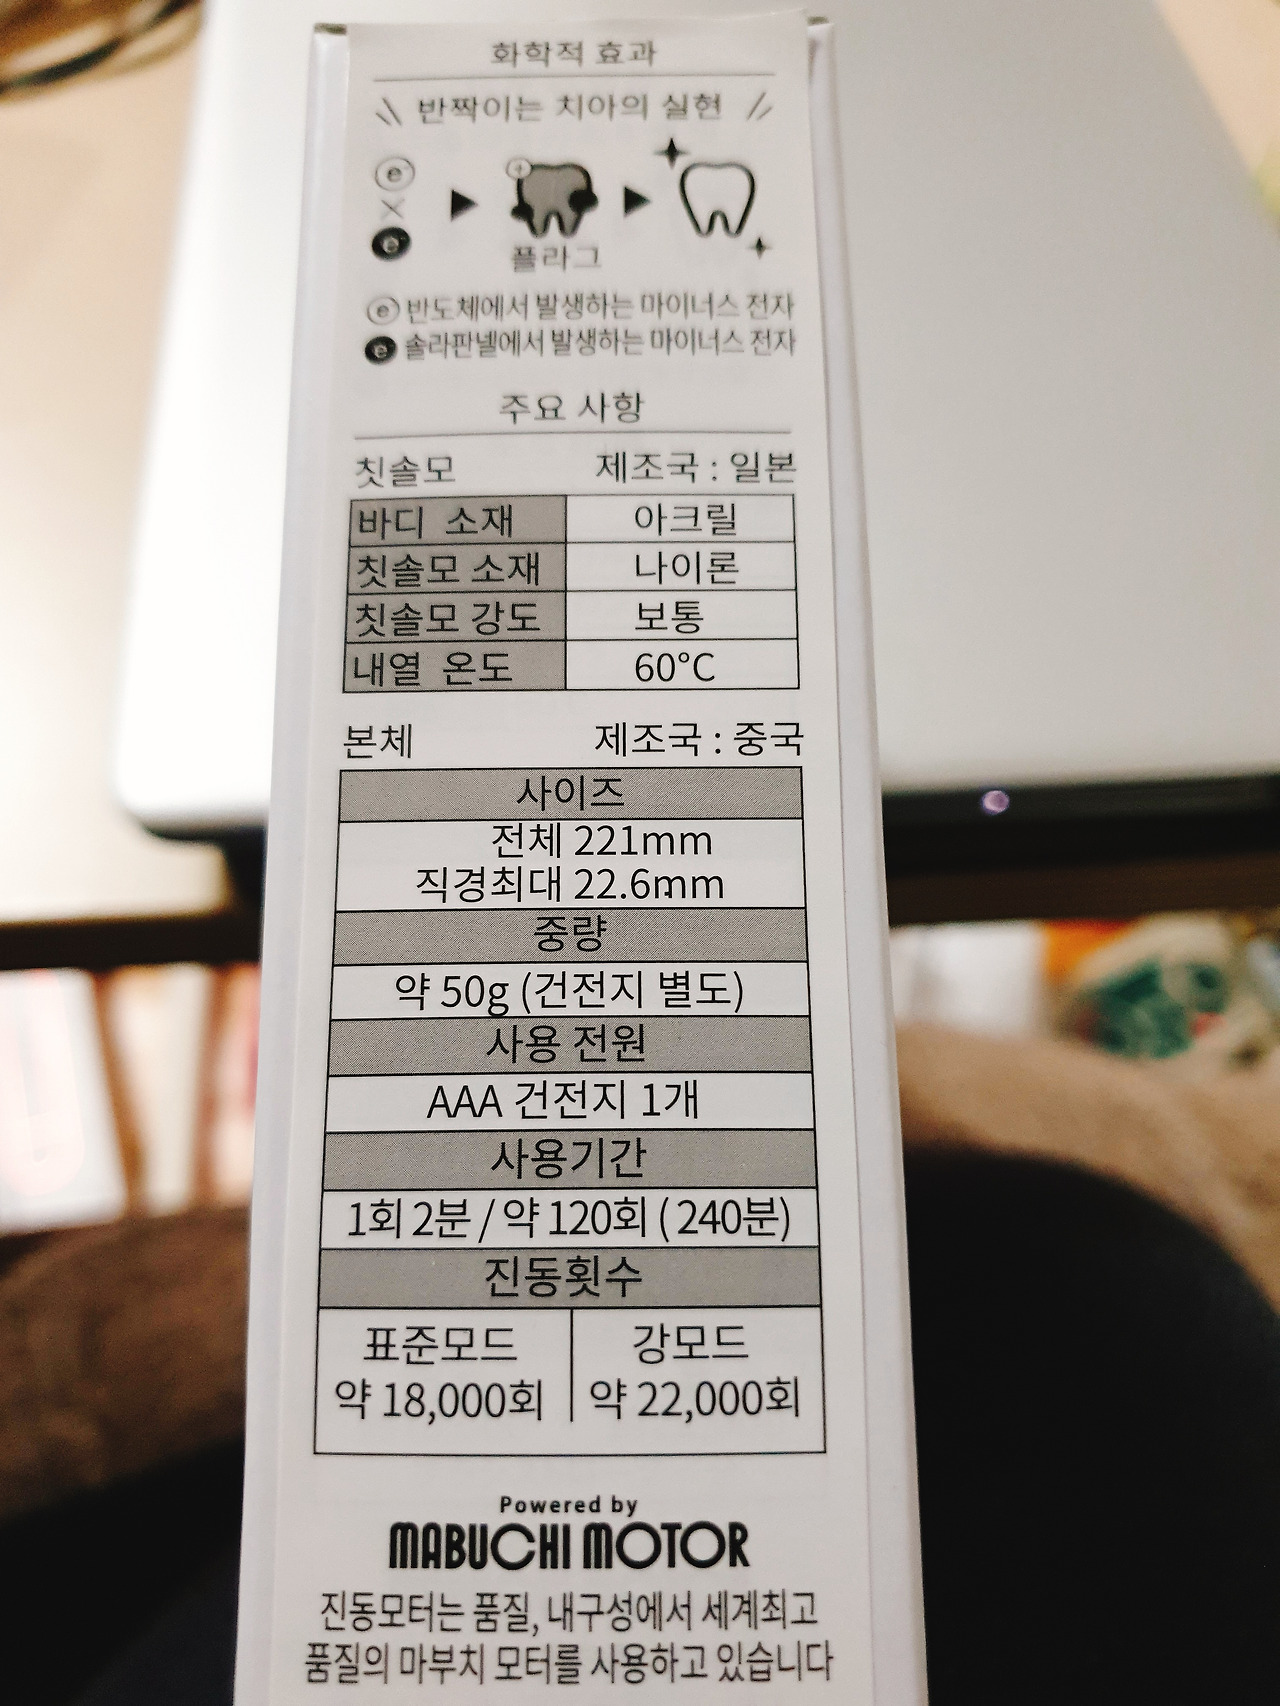 화학적 효과
반짝이는 치아의 실현
e
+
×
e
플라그
e 반도체에서 발생하는 마이너스 전자
e 솔라판넬에서 발생하는 마이너스 전자
주요 사항
칫솔모 제조국 : 일본
바디 소재 아크릴
칫솔모 소재 나이론
칫솔모 강도 보통
내열 온도 60°C
본체 제조국 : 중국
사이즈
전체 221mm
직경최대 22.6mm
중량
약 50g (건전지 별도)
사용 전원
AAA 건전지 1개
사용기간
1회 2분 / 약 120회 ( 240분)
진동횟수
표준모드 강모드
약 18,000회 약 22,000회
Powered by
MABUCHI MOTOR
진동모터는 품질, 내구성에서 세계최고
품질의 마부치 모터를 사용하고 있습니다